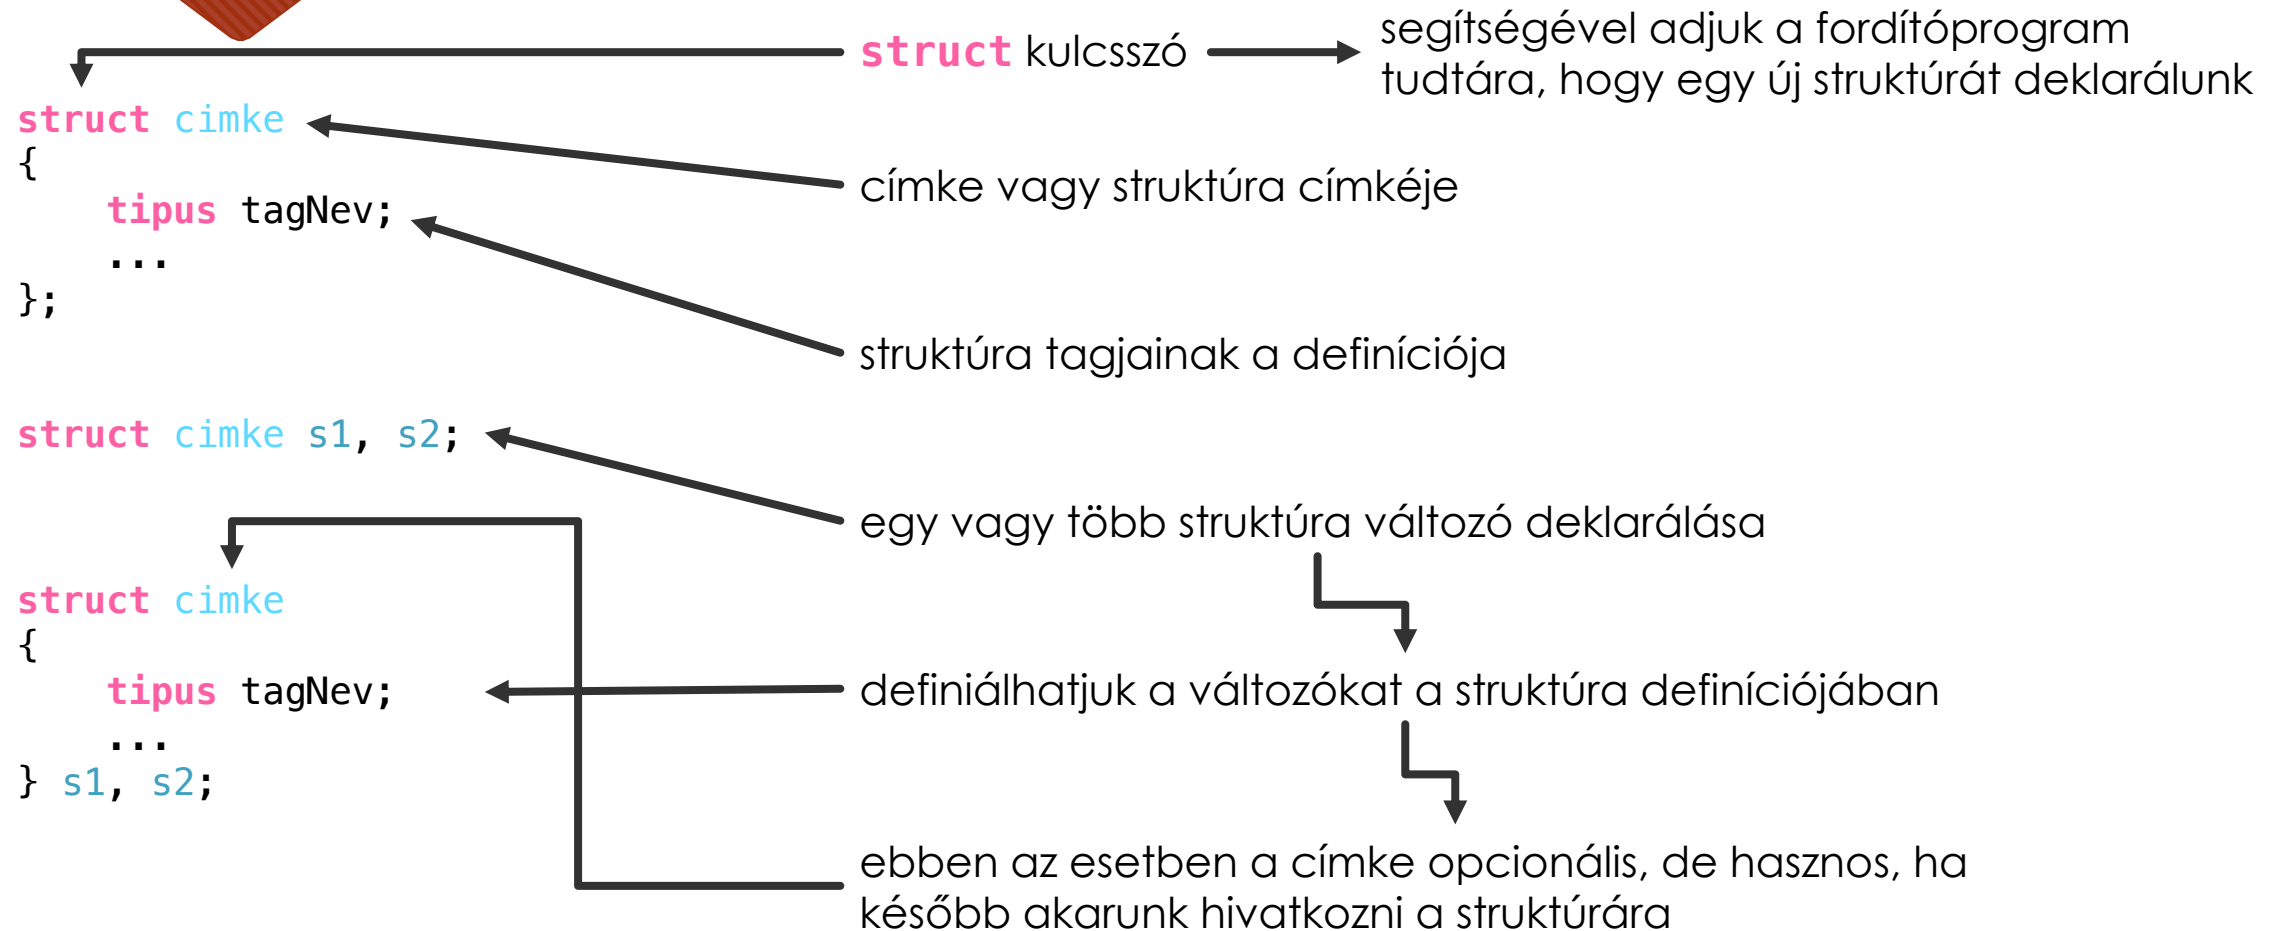 struct kulcsszó
segítségével adjuk a fordítóprogram
tudtára, hogy egy új struktúrát deklarálunk
struct cimke
{
tipus tagNev;
...
};
címke vagy struktúra címkéje
struktúra tagjainak a definíciója
struct cimke s1, s2;
egy vagy több struktúra változó deklarálása
struct cimke
{
tipus tagNev;
...
} s1, s2;
definiálhatjuk a változókat a struktúra definíciójában
ebben az esetben a címke opcionális, de hasznos, ha
később akarunk hivatkozni a struktúrára